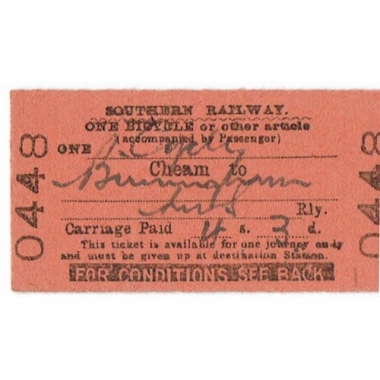 SOUTHERN RAILWAY.
ONE BICYCLE or other article
(accompanied by Passenger)
ONE
Cheam to
Birmingham
Rly.
Carriage Paid 4 s. 3 d.
This ticket is available for one journey only
and must be given up at destination Station.
FOR CONDITIONS SEE BACK
0448
0448